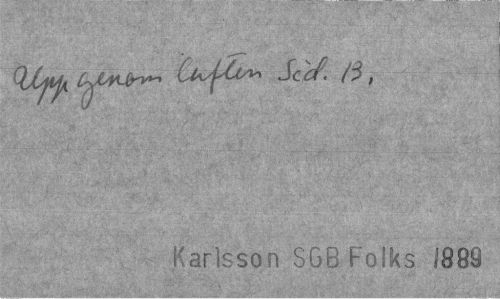 Upp genom luften Sid. 13,
Karlsson SGB Folks 1889